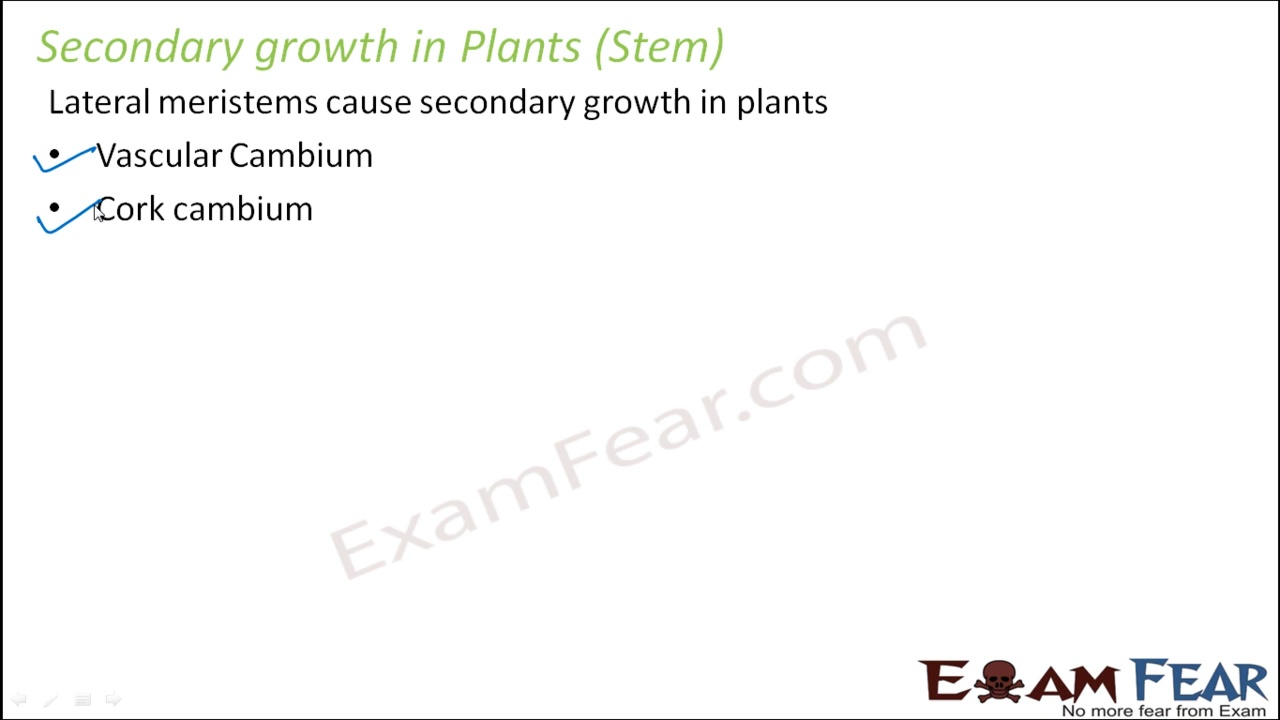 Secondary growth in Plants (Stem)
Lateral meristems cause secondary growth in plants
• Vascular Cambium
• Cork cambium
ExamFear.com
EXAM FEAR
No more fear from Exam